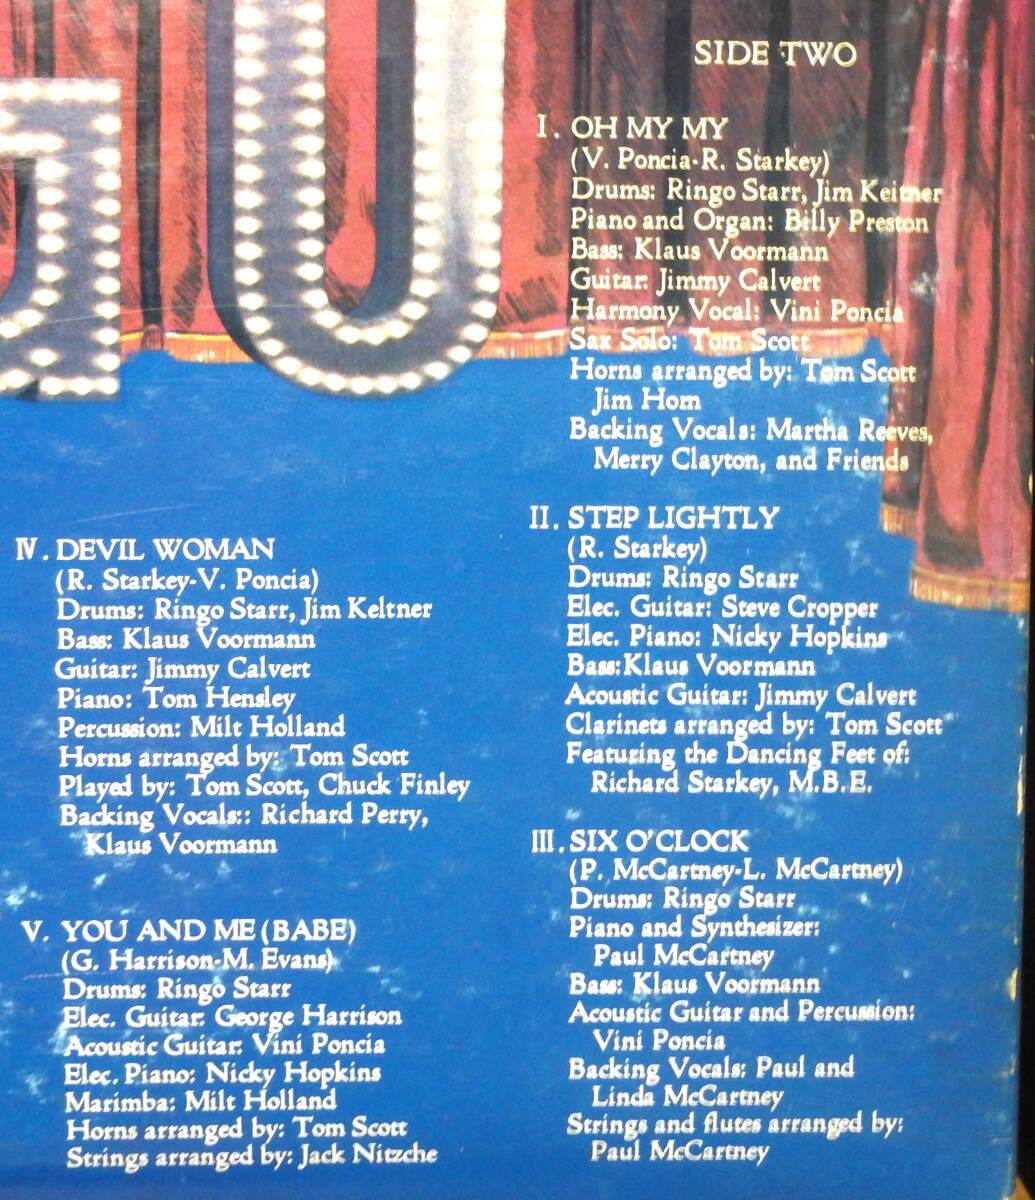 SIDE TWO
I. OH MY MY
(V. Poncia-R. Starkey)
Drums: Ringo Starr, Jim Keltner
Piano and Organ: Billy Preston
Bass: Klaus Voormann
Guitar: Jimmy Calvert
Harmony Vocal: Vini Poncia
Sax Solo: Tom Scott
Horns arranged by: Tom Scott
Jim Horn
Backing Vocals: Martha Reeves,
Merry Clayton, and Friends
II. STEP LIGHTLY
(R. Starkey)
Drums: Ringo Starr
Elec. Guitar: Steve Cropper
Elec. Piano: Nicky Hopkins
Bass:Klaus Voormann
Acoustic Guitar: Jimmy Calvert
Clarinets arranged by: Tom Scott
Featuring the Dancing Feet of:
Richard Starkey, M.B.E.
III. SIX O'CLOCK
(P. McCartney-L. McCartney)
Drums: Ringo Starr
Piano and Synthesizer:
Paul McCartney
Bass: Klaus Voormann
Acoustic Guitar and Percussion:
Vini Poncia
Backing Vocals: Paul and
Linda McCartney
Strings and flutes arranged by:
Paul McCartney
IV. DEVIL WOMAN
(R. Starkey-V. Poncia)
Drums: Ringo Starr, Jim Keltner
Bass: Klaus Voormann
Guitar: Jimmy Calvert
Piano: Tom Hensley
Percussion: Milt Holland
Horns arranged by: Tom Scott
Played by: Tom Scott, Chuck Finley
Backing Vocals:: Richard Perry,
Klaus Voormann
V. YOU AND ME (BABE)
(G. Harrison-M. Evans)
Drums: Ringo Starr
Elec. Guitar: George Harrison
Acoustic Guitar: Vini Poncia
Elec. Piano: Nicky Hopkins
Marimba: Milt Holland
Horns arranged by: Tom Scott
Strings arranged by: Jack Nitzche